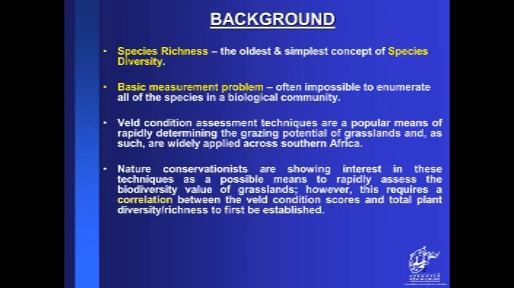 BACKGROUND
• Species Richness – the oldest & simplest concept of Species
Diversity.
• Basic measurement problem – often impossible to enumerate
all of the species in a biological community.
• Veld condition assessment techniques are a popular means of
rapidly determining the grazing potential of grasslands and, as
such, are widely applied across southern Africa.
• Nature conservationists are showing interest in these
techniques as a possible means to rapidly assess the
biodiversity value of grasslands; however, this requires a
correlation between the veld condition scores and total plant
diversity/richness to first be established.